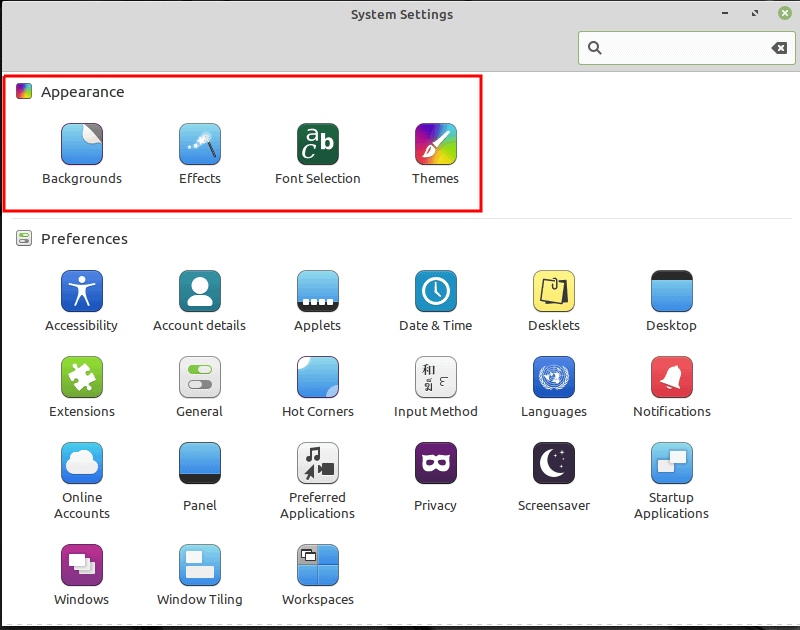 System Settings
Appearance
Backgrounds
Effects
Font Selection
Themes
Preferences
Accessibility
Account details
Applets
Date & Time
Desklets
Desktop
Extensions
General
Hot Corners
Input Method
Languages
Notifications
Online
Accounts
Panel
Preferred
Applications
Privacy
Screensaver
Startup
Applications
Windows
Window Tiling
Workspaces